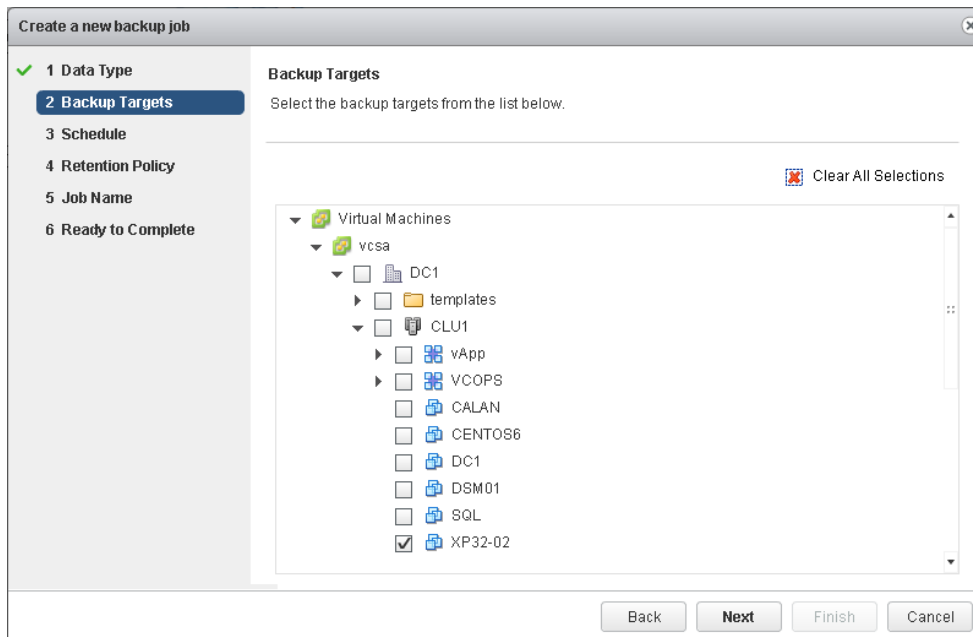 Create a new backup job
1 Data Type
2 Backup Targets
3 Schedule
4 Retention Policy
5 Job Name
6 Ready to Complete
Backup Targets
Select the backup targets from the list below.
Clear All Selections
Virtual Machines
vcsa
DC1
templates
CLU1
vApp
VCOPS
CALAN
CENTOS6
DC1
DSM01
SQL
XP32-02
Back Next Finish Cancel